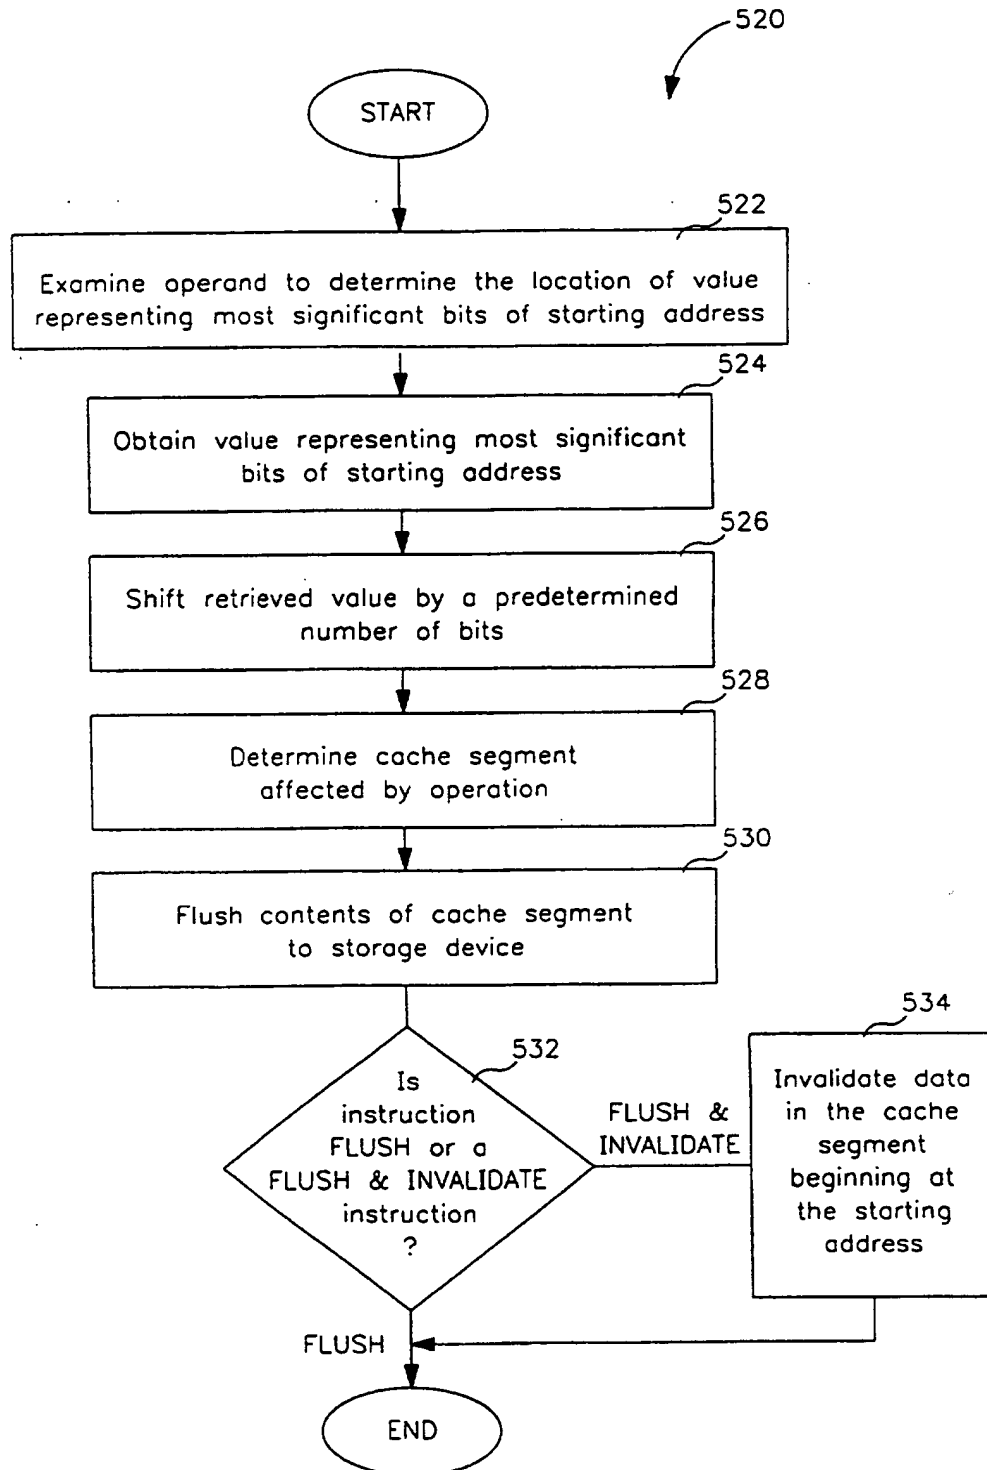 520
START
522
Examine operand to determine the location of value
representing most significant bits of starting address
524
Obtain value representing most significant
bits of starting address
526
Shift retrieved value by a predetermined
number of bits
528
Determine cache segment
affected by operation
530
Flush contents of cache segment
to storage device
532
Is
instruction
FLUSH or a
FLUSH & INVALIDATE
instruction
?
FLUSH &
INVALIDATE
534
Invalidate data
in the cache
segment
beginning at
the starting
address
FLUSH
END